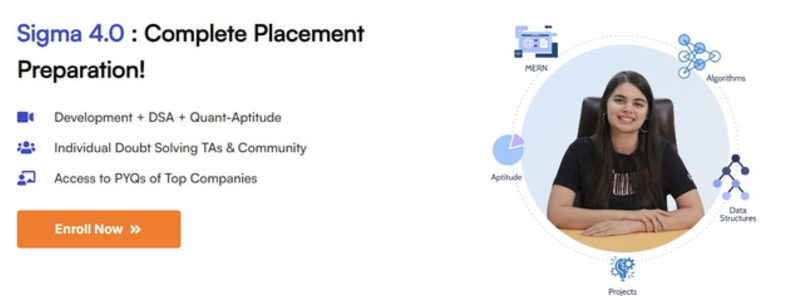 Sigma 4.0 : Complete Placement
Preparation!
Development + DSA + Quant-Aptitude
Individual Doubt Solving TAs & Community
Access to PYQs of Top Companies
Enroll Now »
MERN
Algorithms
Aptitude
Data
Structures
Projects